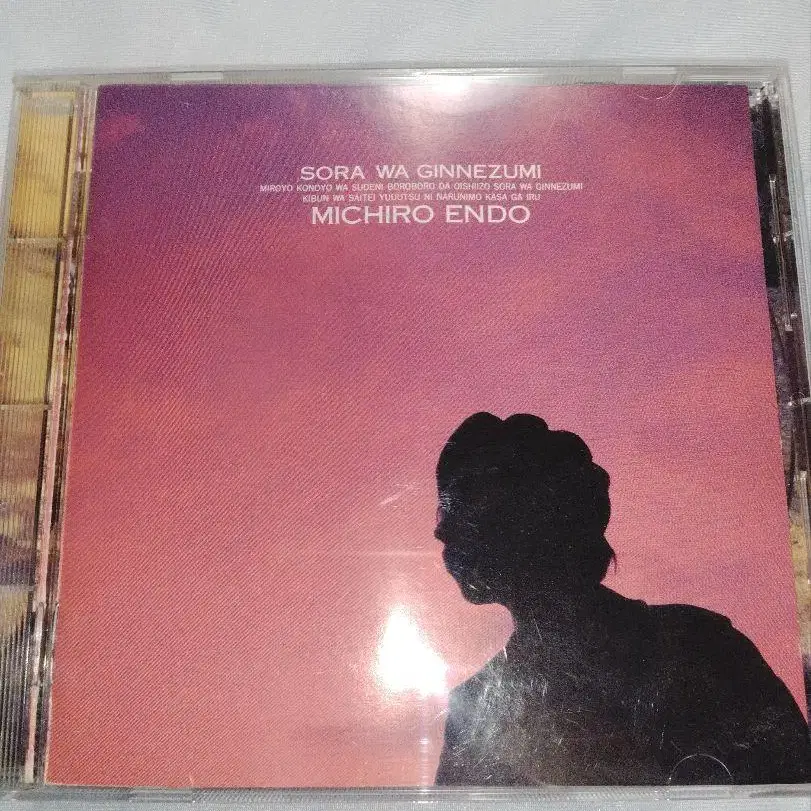 SORA WA GINNEZUMI
MIROYO KONOYO WA SUDENI BOROBORO DA OISHIIZO SORA WA GINNEZUMI
KIBUN WA SAITEI YUUUTSU NI NARUNIMO KASA GA IRU
MICHIRO ENDO